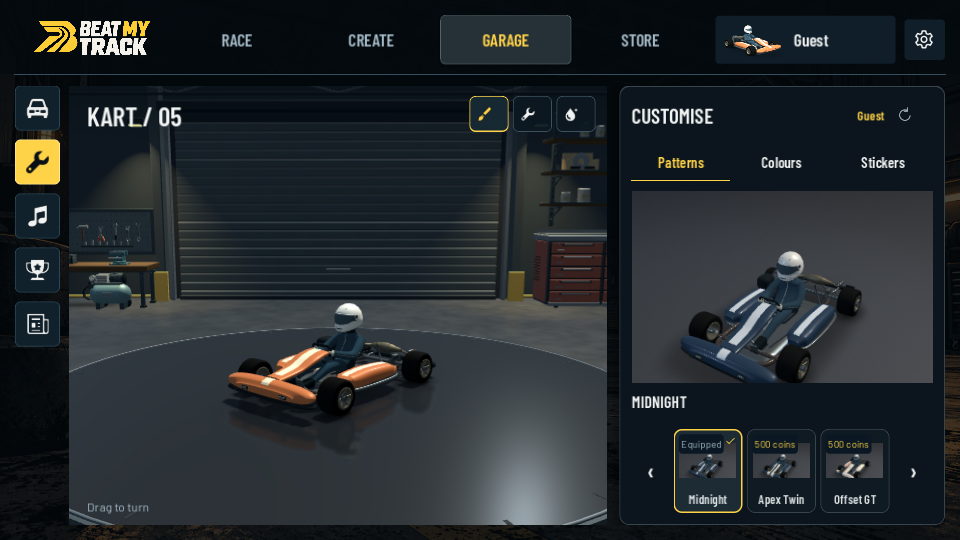 BEAT MY
TRACK
RACE
CREATE
GARAGE
STORE
Guest
KART / 05
CUSTOMISE
Guest
Patterns
Colours
Stickers
MIDNIGHT
Equipped
500 coins
500 coins
Midnight
Apex Twin
Offset GT
Drag to turn